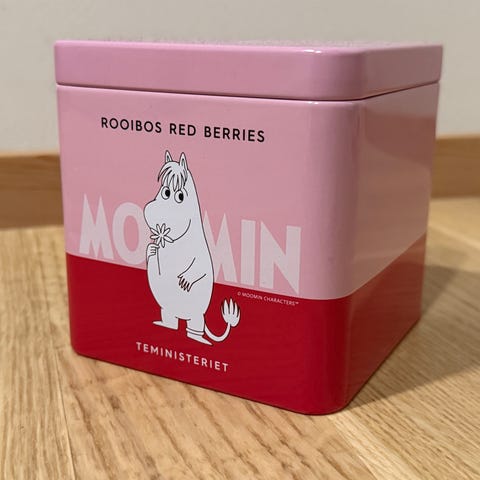 ROOIBOS RED BERRIES
MOOMIN
© MOOMIN CHARACTERS™
TEMINISTERIET